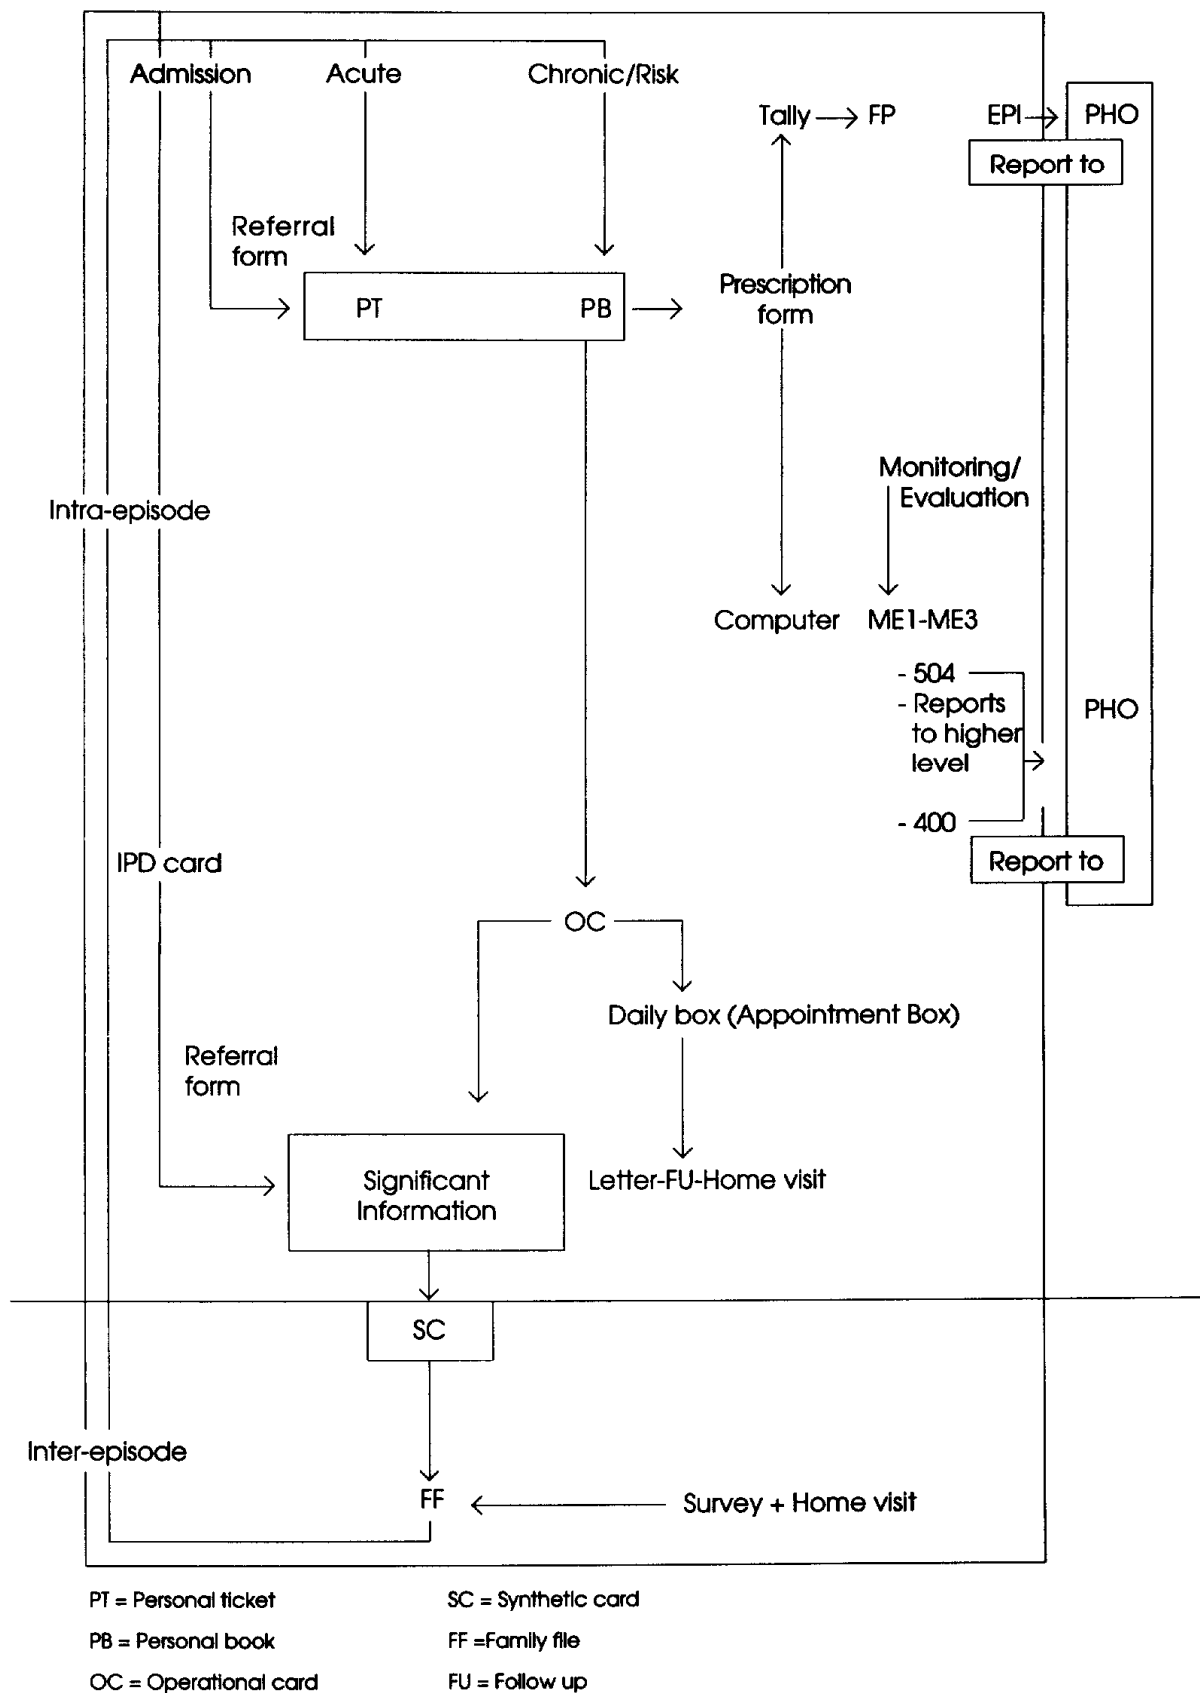 Admission
Acute
Chronic/Risk
Tally
FP
EPI
PHO
Report to
Referral
form
PT
PB
Prescription
form
Monitoring/
Evaluation
Intra-episode
Computer
ME1-ME3
- 504
- Reports
to higher
level
PHO
- 400
Report to
IPD card
OC
Daily box (Appointment Box)
Referral
form
Significant
Information
Letter-FU-Home visit
SC
Inter-episode
FF
Survey + Home visit
PT = Personal ticket
SC = Synthetic card
PB = Personal book
FF =Family file
OC = Operational card
FU = Follow up